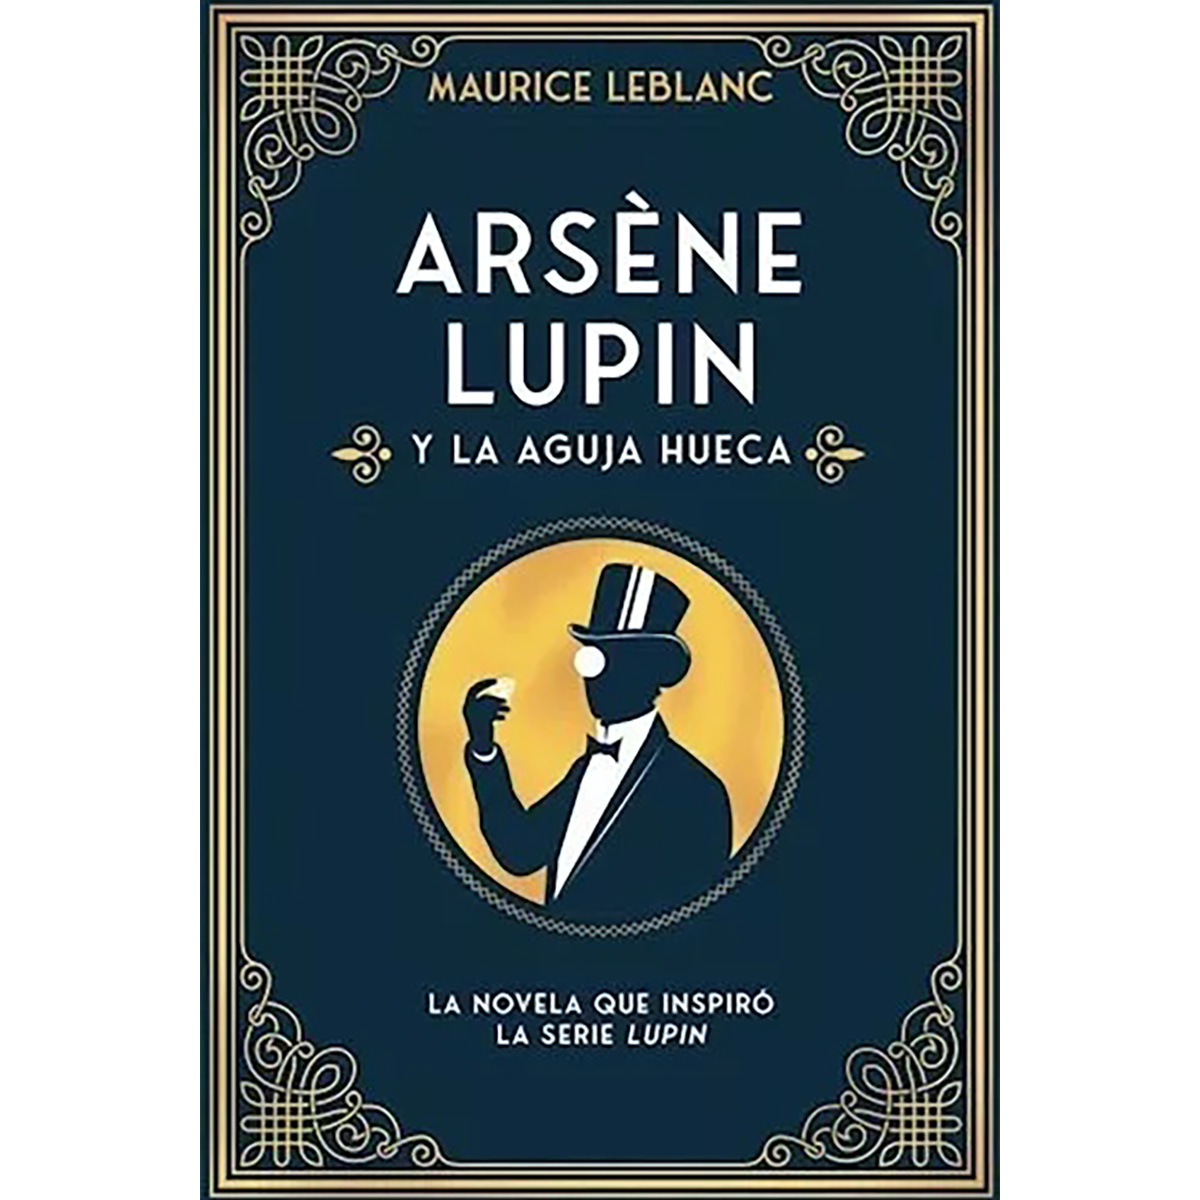 MAURICE LEBLANC
ARSÈNE
LUPIN
Y LA AGUJA HUECA
LA NOVELA QUE INSPIRÓ
LA SERIE LUPIN